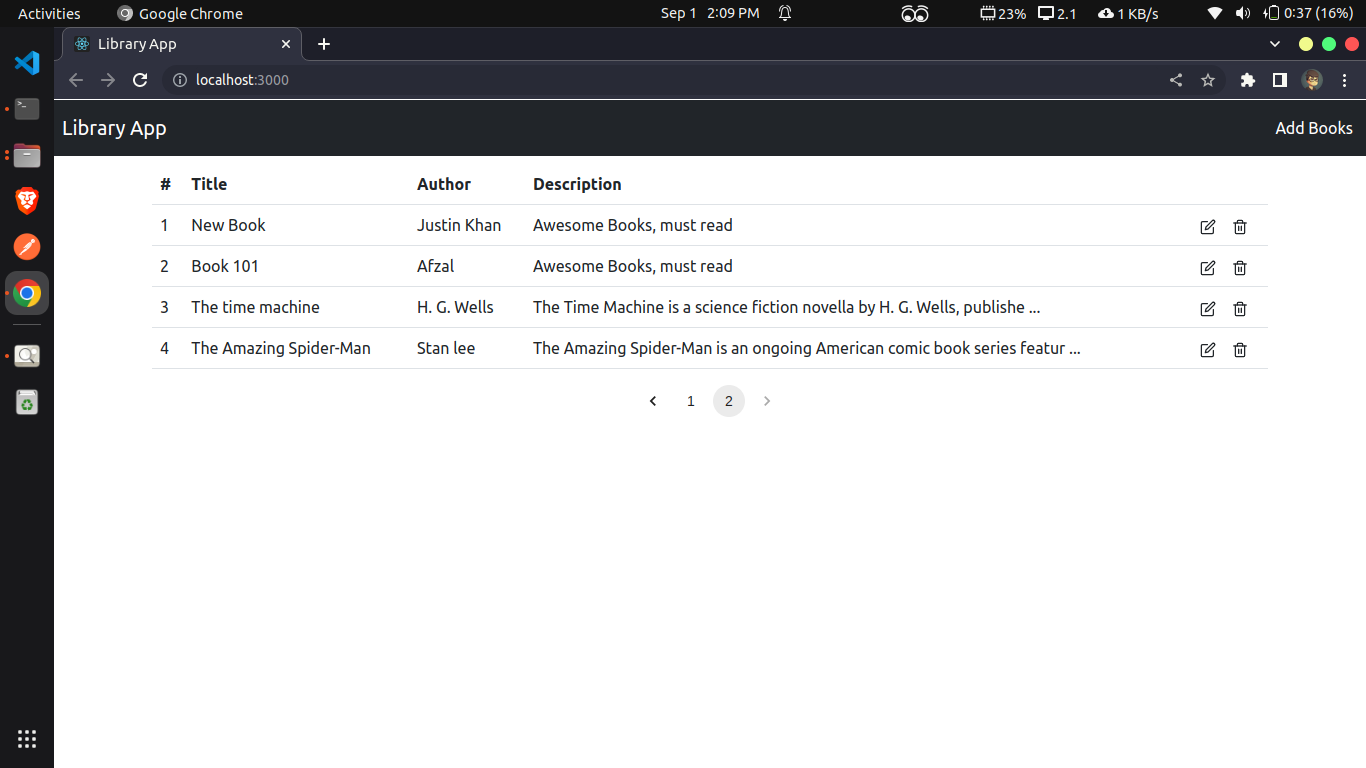 Activities Google Chrome Sep 1 2:09 PM 23% 2.1 1 KB/s 0:37 (16%)
Library App
localhost:3000
Library App Add Books
# Title Author Description
1 New Book Justin Khan Awesome Books, must read
2 Book 101 Afzal Awesome Books, must read
3 The time machine H. G. Wells The Time Machine is a science fiction novella by H. G. Wells, publishe ...
4 The Amazing Spider-Man Stan lee The Amazing Spider-Man is an ongoing American comic book series featur ...
1 2